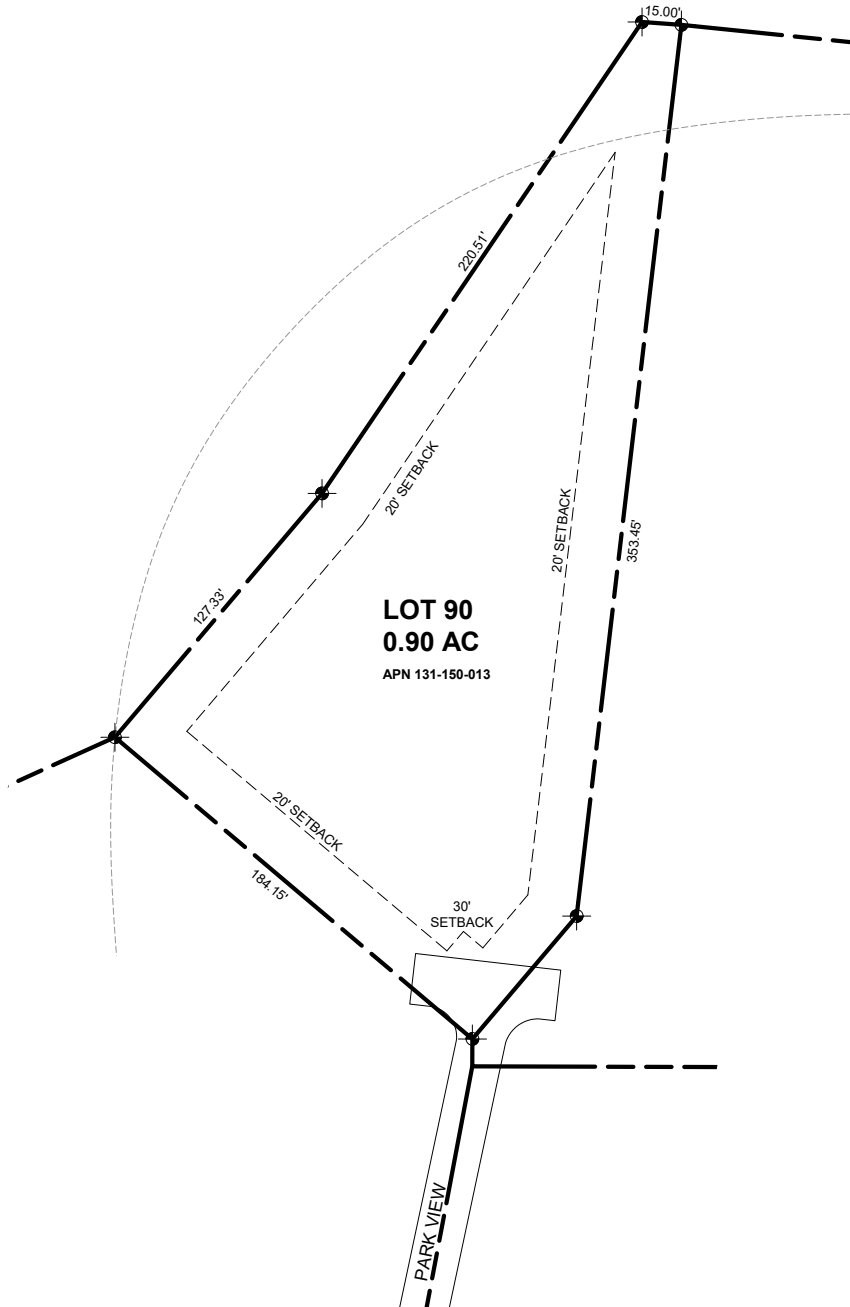 15.00'
220.51'
20' SETBACK
20' SETBACK
353.45'
127.33'
LOT 90
0.90 AC
APN 131-150-013
20' SETBACK
184.15'
30'
SETBACK
PARK VIEW